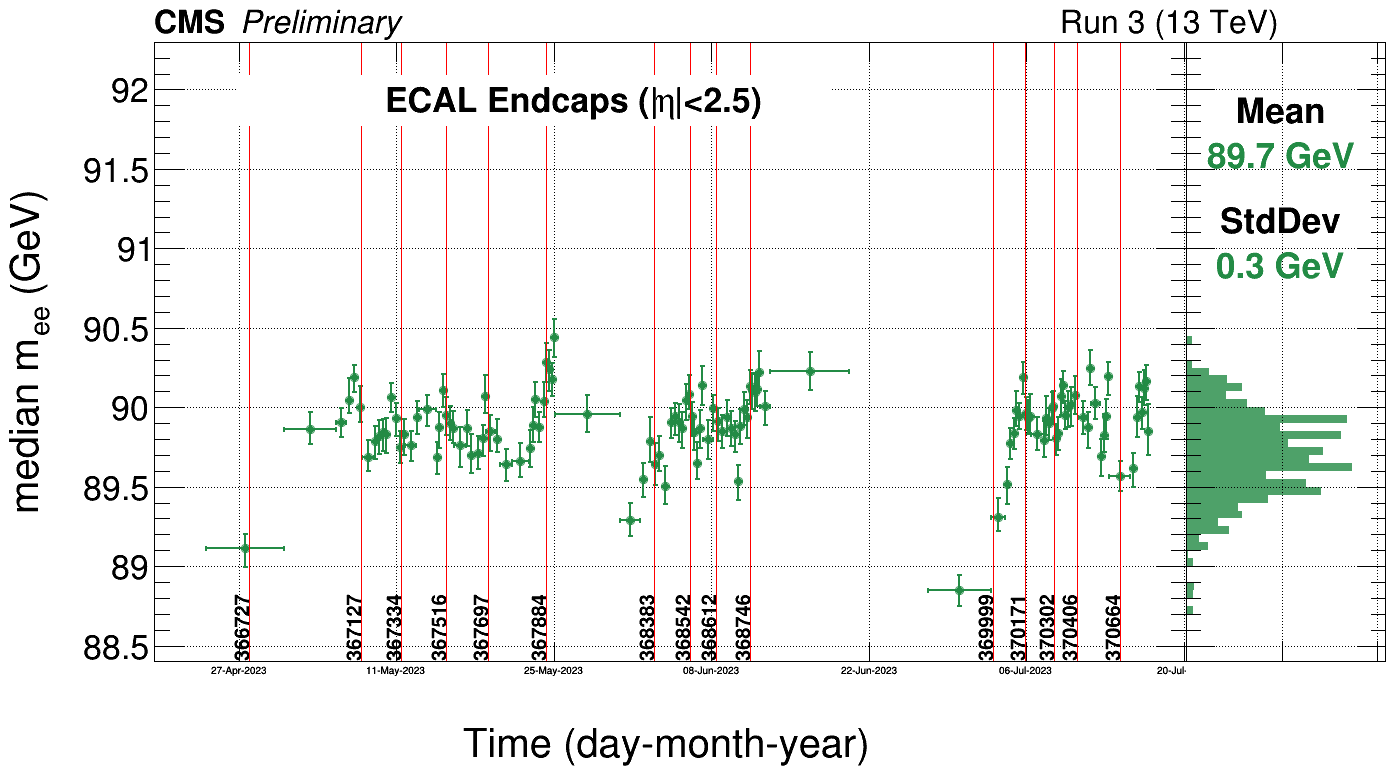 CMS Preliminary Run 3 (13 TeV)
ECAL Endcaps (|η|<2.5)
Mean
89.7 GeV
StdDev
0.3 GeV
median mee (GeV)
92
91.5
91
90.5
90
89.5
89
88.5
366727 367127 367334 367516 367697 367884 368383 368542 368612 368746 369999 370171 370302 370406 370664
27-Apr-2023 11-May-2023 25-May-2023 08-Jun-2023 22-Jun-2023 06-Jul-2023 20-Jul-
Time (day-month-year)